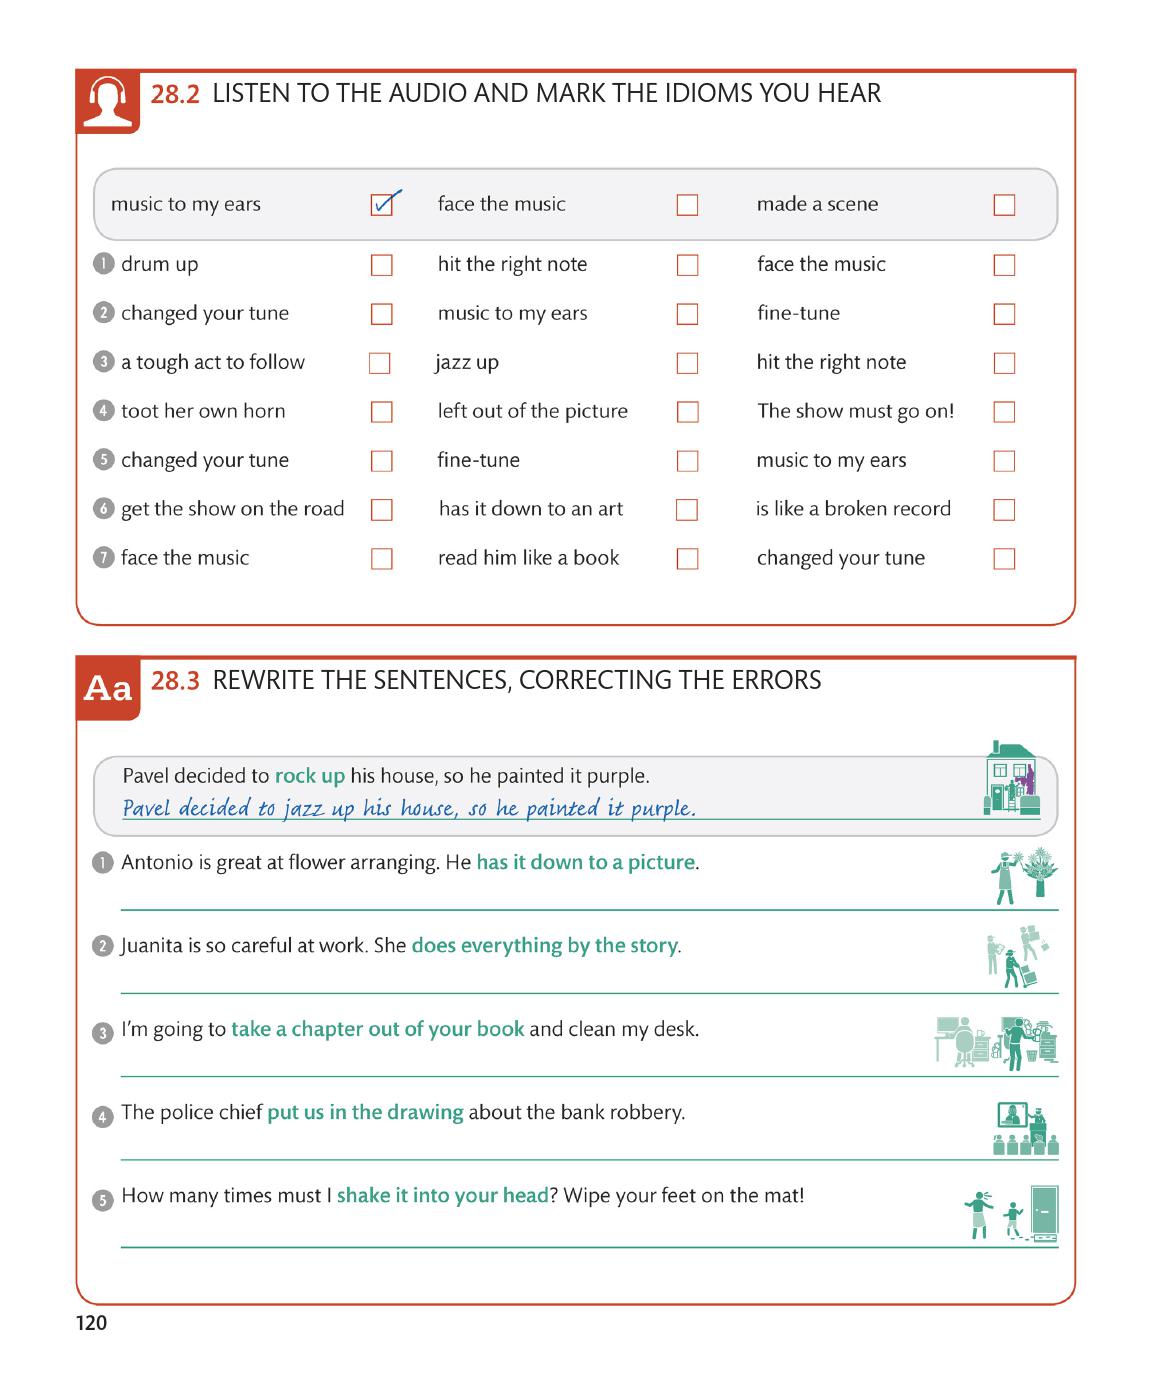 28.2 LISTEN TO THE AUDIO AND MARK THE IDIOMS YOU HEAR
music to my ears face the music made a scene
1 drum up hit the right note face the music
2 changed your tune music to my ears fine-tune
3 a tough act to follow jazz up hit the right note
4 toot her own horn left out of the picture The show must go on!
5 changed your tune fine-tune music to my ears
6 get the show on the road has it down to an art is like a broken record
7 face the music read him like a book changed your tune
Aa 28.3 REWRITE THE SENTENCES, CORRECTING THE ERRORS
Pavel decided to rock up his house, so he painted it purple.
Pavel decided to jazz up his house, so he painted it purple.
1 Antonio is great at flower arranging. He has it down to a picture.
2 Juanita is so careful at work. She does everything by the story.
3 I'm going to take a chapter out of your book and clean my desk.
4 The police chief put us in the drawing about the bank robbery.
5 How many times must I shake it into your head? Wipe your feet on the mat!
120